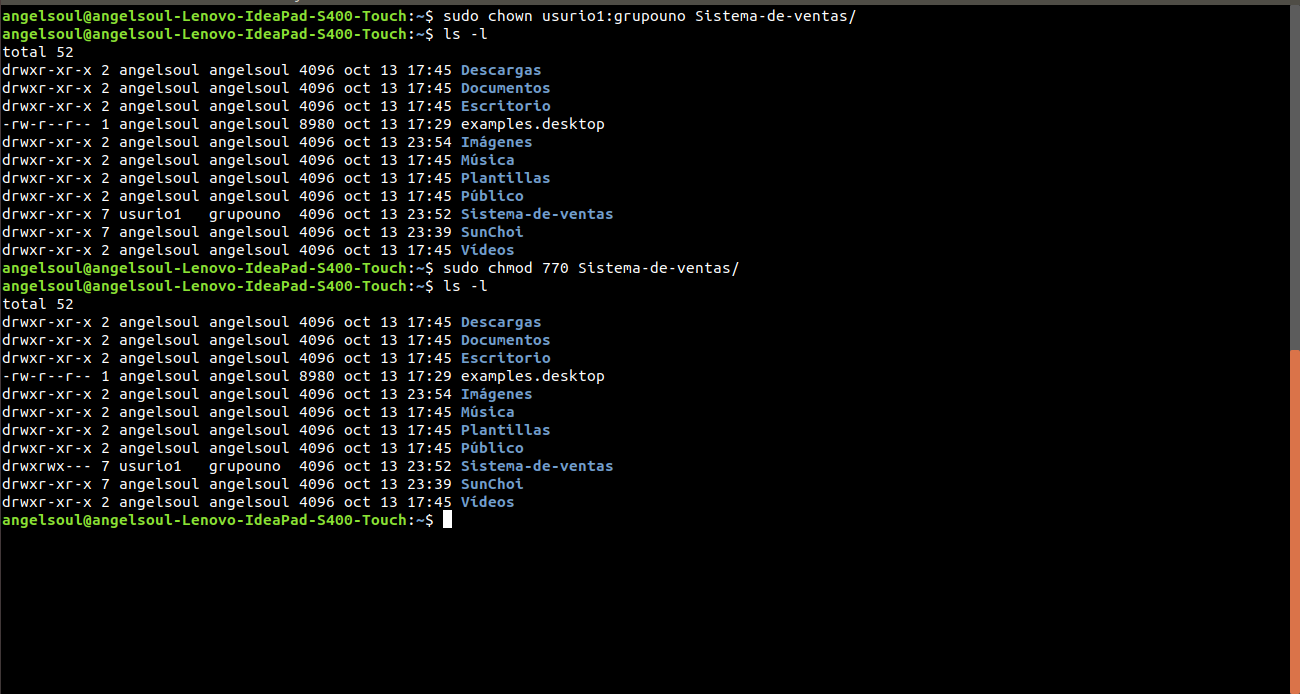 angelsoul@angelsoul-Lenovo-IdeaPad-S400-Touch:~$ sudo chown usurio1:grupouno Sistema-de-ventas/
angelsoul@angelsoul-Lenovo-IdeaPad-S400-Touch:~$ ls -l
total 52
drwxr-xr-x 2 angelsoul angelsoul 4096 oct 13 17:45 Descargas
drwxr-xr-x 2 angelsoul angelsoul 4096 oct 13 17:45 Documentos
drwxr-xr-x 2 angelsoul angelsoul 4096 oct 13 17:45 Escritorio
-rw-r--r-- 1 angelsoul angelsoul 8980 oct 13 17:29 examples.desktop
drwxr-xr-x 2 angelsoul angelsoul 4096 oct 13 23:54 Imágenes
drwxr-xr-x 2 angelsoul angelsoul 4096 oct 13 17:45 Música
drwxr-xr-x 2 angelsoul angelsoul 4096 oct 13 17:45 Plantillas
drwxr-xr-x 2 angelsoul angelsoul 4096 oct 13 17:45 Público
drwxr-xr-x 7 usurio1   grupouno  4096 oct 13 23:52 Sistema-de-ventas
drwxr-xr-x 7 angelsoul angelsoul 4096 oct 13 23:39 SunChoi
drwxr-xr-x 2 angelsoul angelsoul 4096 oct 13 17:45 Vídeos
angelsoul@angelsoul-Lenovo-IdeaPad-S400-Touch:~$ sudo chmod 770 Sistema-de-ventas/
angelsoul@angelsoul-Lenovo-IdeaPad-S400-Touch:~$ ls -l
total 52
drwxr-xr-x 2 angelsoul angelsoul 4096 oct 13 17:45 Descargas
drwxr-xr-x 2 angelsoul angelsoul 4096 oct 13 17:45 Documentos
drwxr-xr-x 2 angelsoul angelsoul 4096 oct 13 17:45 Escritorio
-rw-r--r-- 1 angelsoul angelsoul 8980 oct 13 17:29 examples.desktop
drwxr-xr-x 2 angelsoul angelsoul 4096 oct 13 23:54 Imágenes
drwxr-xr-x 2 angelsoul angelsoul 4096 oct 13 17:45 Música
drwxr-xr-x 2 angelsoul angelsoul 4096 oct 13 17:45 Plantillas
drwxr-xr-x 2 angelsoul angelsoul 4096 oct 13 17:45 Público
drwxrwx--- 7 usurio1   grupouno  4096 oct 13 23:52 Sistema-de-ventas
drwxr-xr-x 7 angelsoul angelsoul 4096 oct 13 23:39 SunChoi
drwxr-xr-x 2 angelsoul angelsoul 4096 oct 13 17:45 Vídeos
angelsoul@angelsoul-Lenovo-IdeaPad-S400-Touch:~$